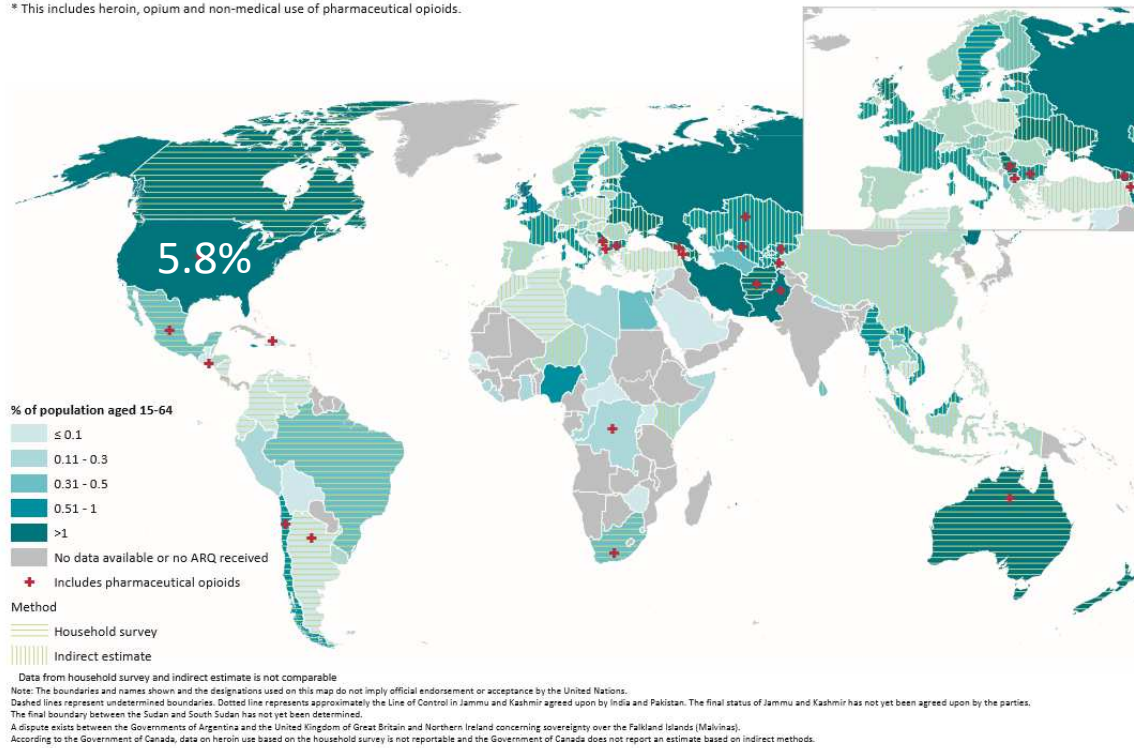 * This includes heroin, opium and non-medical use of pharmaceutical opioids.
5.8%
% of population aged 15-64
≤ 0.1
0.11 - 0.3
0.31 - 0.5
0.51 - 1
>1
No data available or no ARQ received
Includes pharmaceutical opioids
Method
Household survey
Indirect estimate
Data from household survey and indirect estimate is not comparable
Note: The boundaries and names shown and the designations used on this map do not imply official endorsement or acceptance by the United Nations.
Dashed lines represent undetermined boundaries. Dotted line represents approximately the Line of Control in Jammu and Kashmir agreed upon by India and Pakistan. The final status of Jammu and Kashmir has not yet been agreed upon by the parties.
The final boundary between the Sudan and South Sudan has not yet been determined.
A dispute exists between the Governments of Argentina and the United Kingdom of Great Britain and Northern Ireland concerning sovereignty over the Falkland Islands (Malvinas).
According to the Government of Canada, data on heroin use based on the household survey is not reportable and the Government of Canada does not report an estimate based on indirect methods.